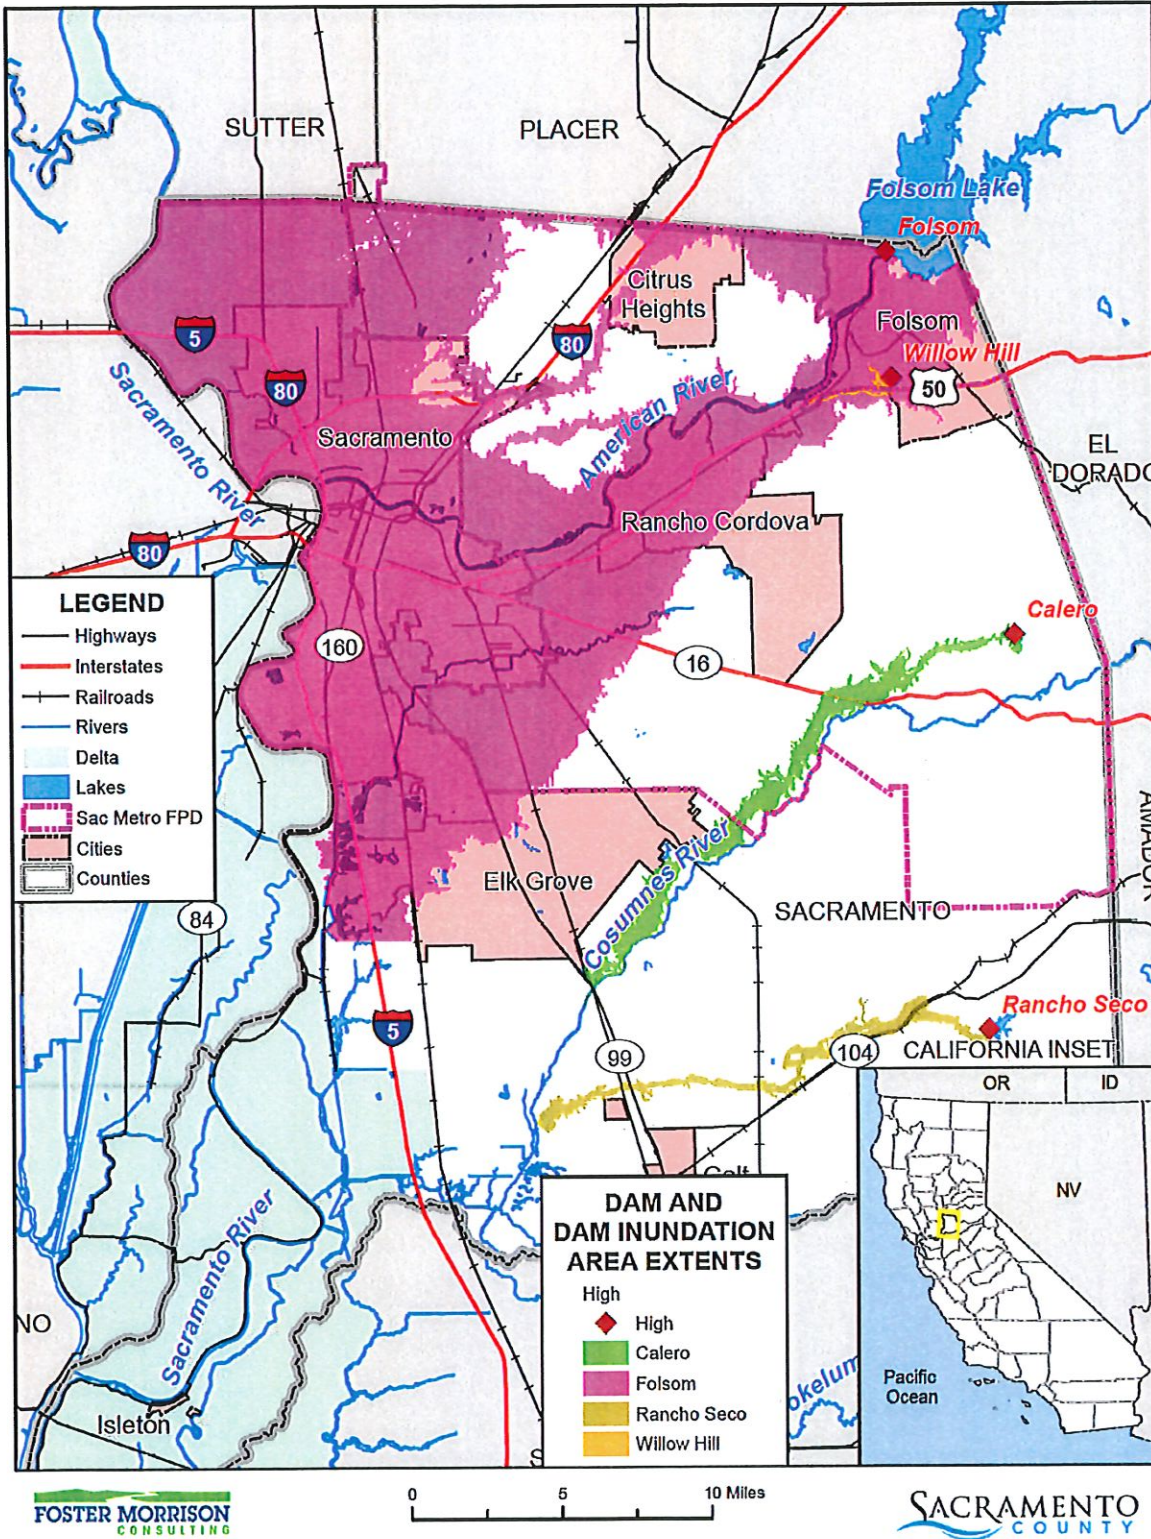 SUTTER
PLACER
Folsom Lake
Folsom
Citrus
Heights
Folsom
5
80
Willow Hill
50
80
Sacramento River
American River
Sacramento
EL
DORADO
Rancho Cordova
80
LEGEND
Highways
Interstates
Railroads
Rivers
Delta
Lakes
Sac Metro FPD
Cities
Counties
160
16
Calero
AMADOR
Elk Grove
Cosumnes River
SACRAMENTO
84
5
99
104
Rancho Seco
CALIFORNIA INSET
OR
ID
NV
Pacific
Ocean
Galt
DAM AND
DAM INUNDATION
AREA EXTENTS
High
High
Calero
Folsom
Rancho Seco
Willow Hill
Sacramento River
NO
Isleton
S
okelum
FOSTER MORRISON
CONSULTING
0 5 10 Miles
SACRAMENTO
COUNTY